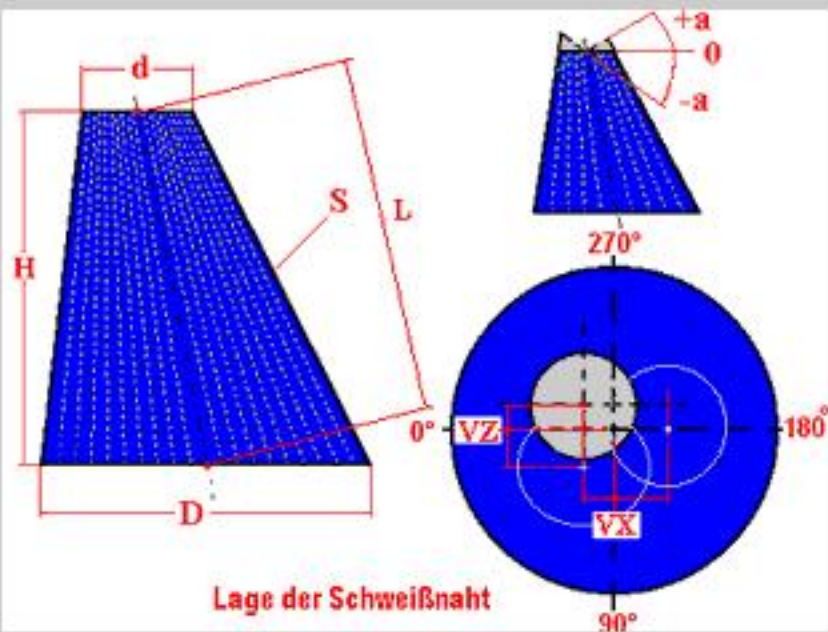 d
+a
0
-a
S
L
H
270°
0°
VZ
180°
D
VX
Lage der Schweißnaht
90°